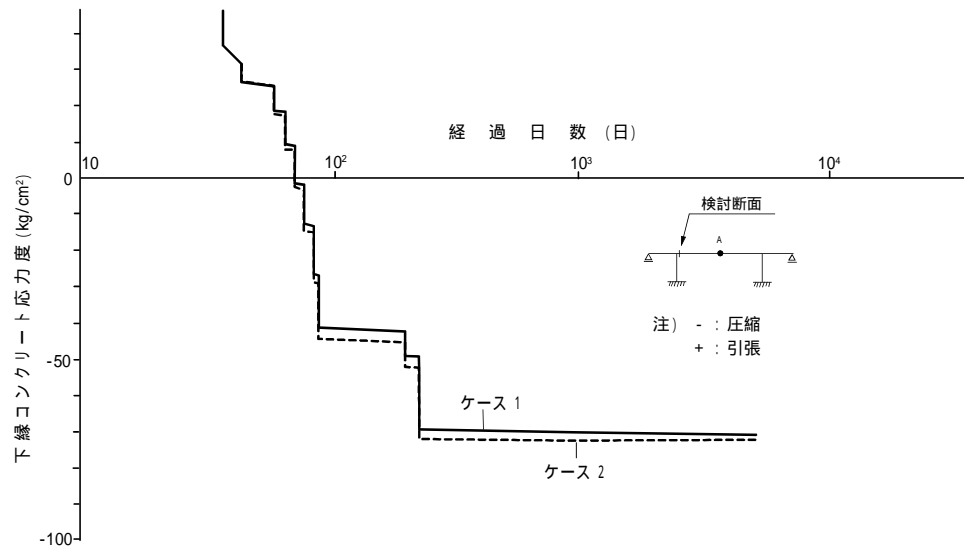 経過日数(日)
10
10²
10³
10⁴
0
検討断面
A
注) - : 圧縮
+ : 引張
-50
ケース 1
ケース 2
-100
下縁コンクリート応力度(kg/cm²)